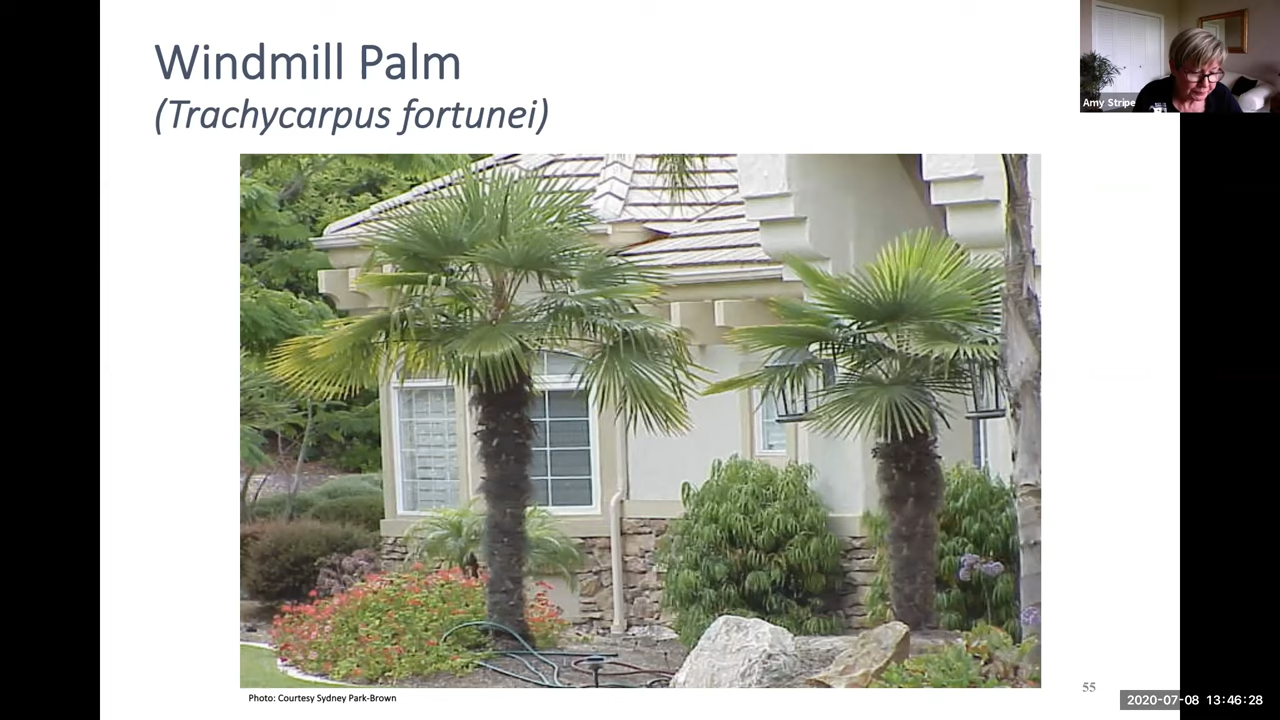 Windmill Palm
(Trachycarpus fortunei)
Amy Stripe
Photo: Courtesy Sydney Park-Brown
55
2020-07-08 13:46:28